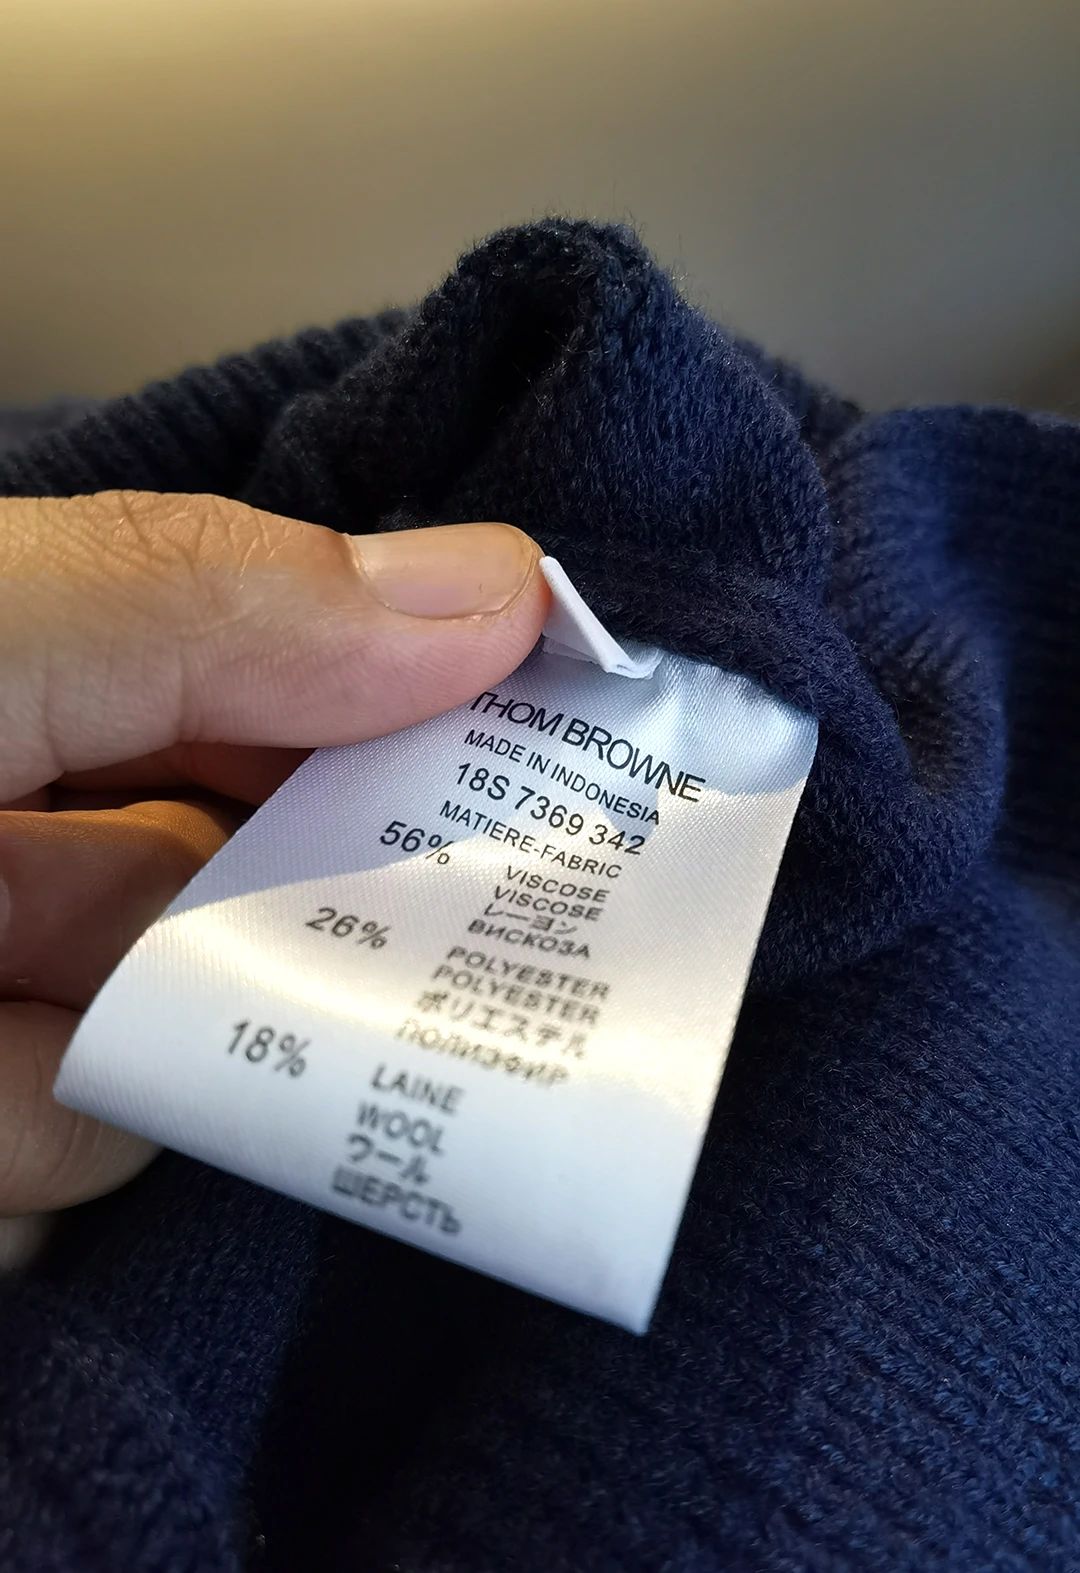 THOM BROWNE
MADE IN INDONESIA
18S 7369 342
MATIERE-FABRIC
56% VISCOSE
VISCOSE
レーヨン
ВИСКОЗА
26% POLYESTER
POLYESTER
ポリエステル
ПОЛИЭФИР
18% LAINE
WOOL
ウール
ШЕРСТЬ